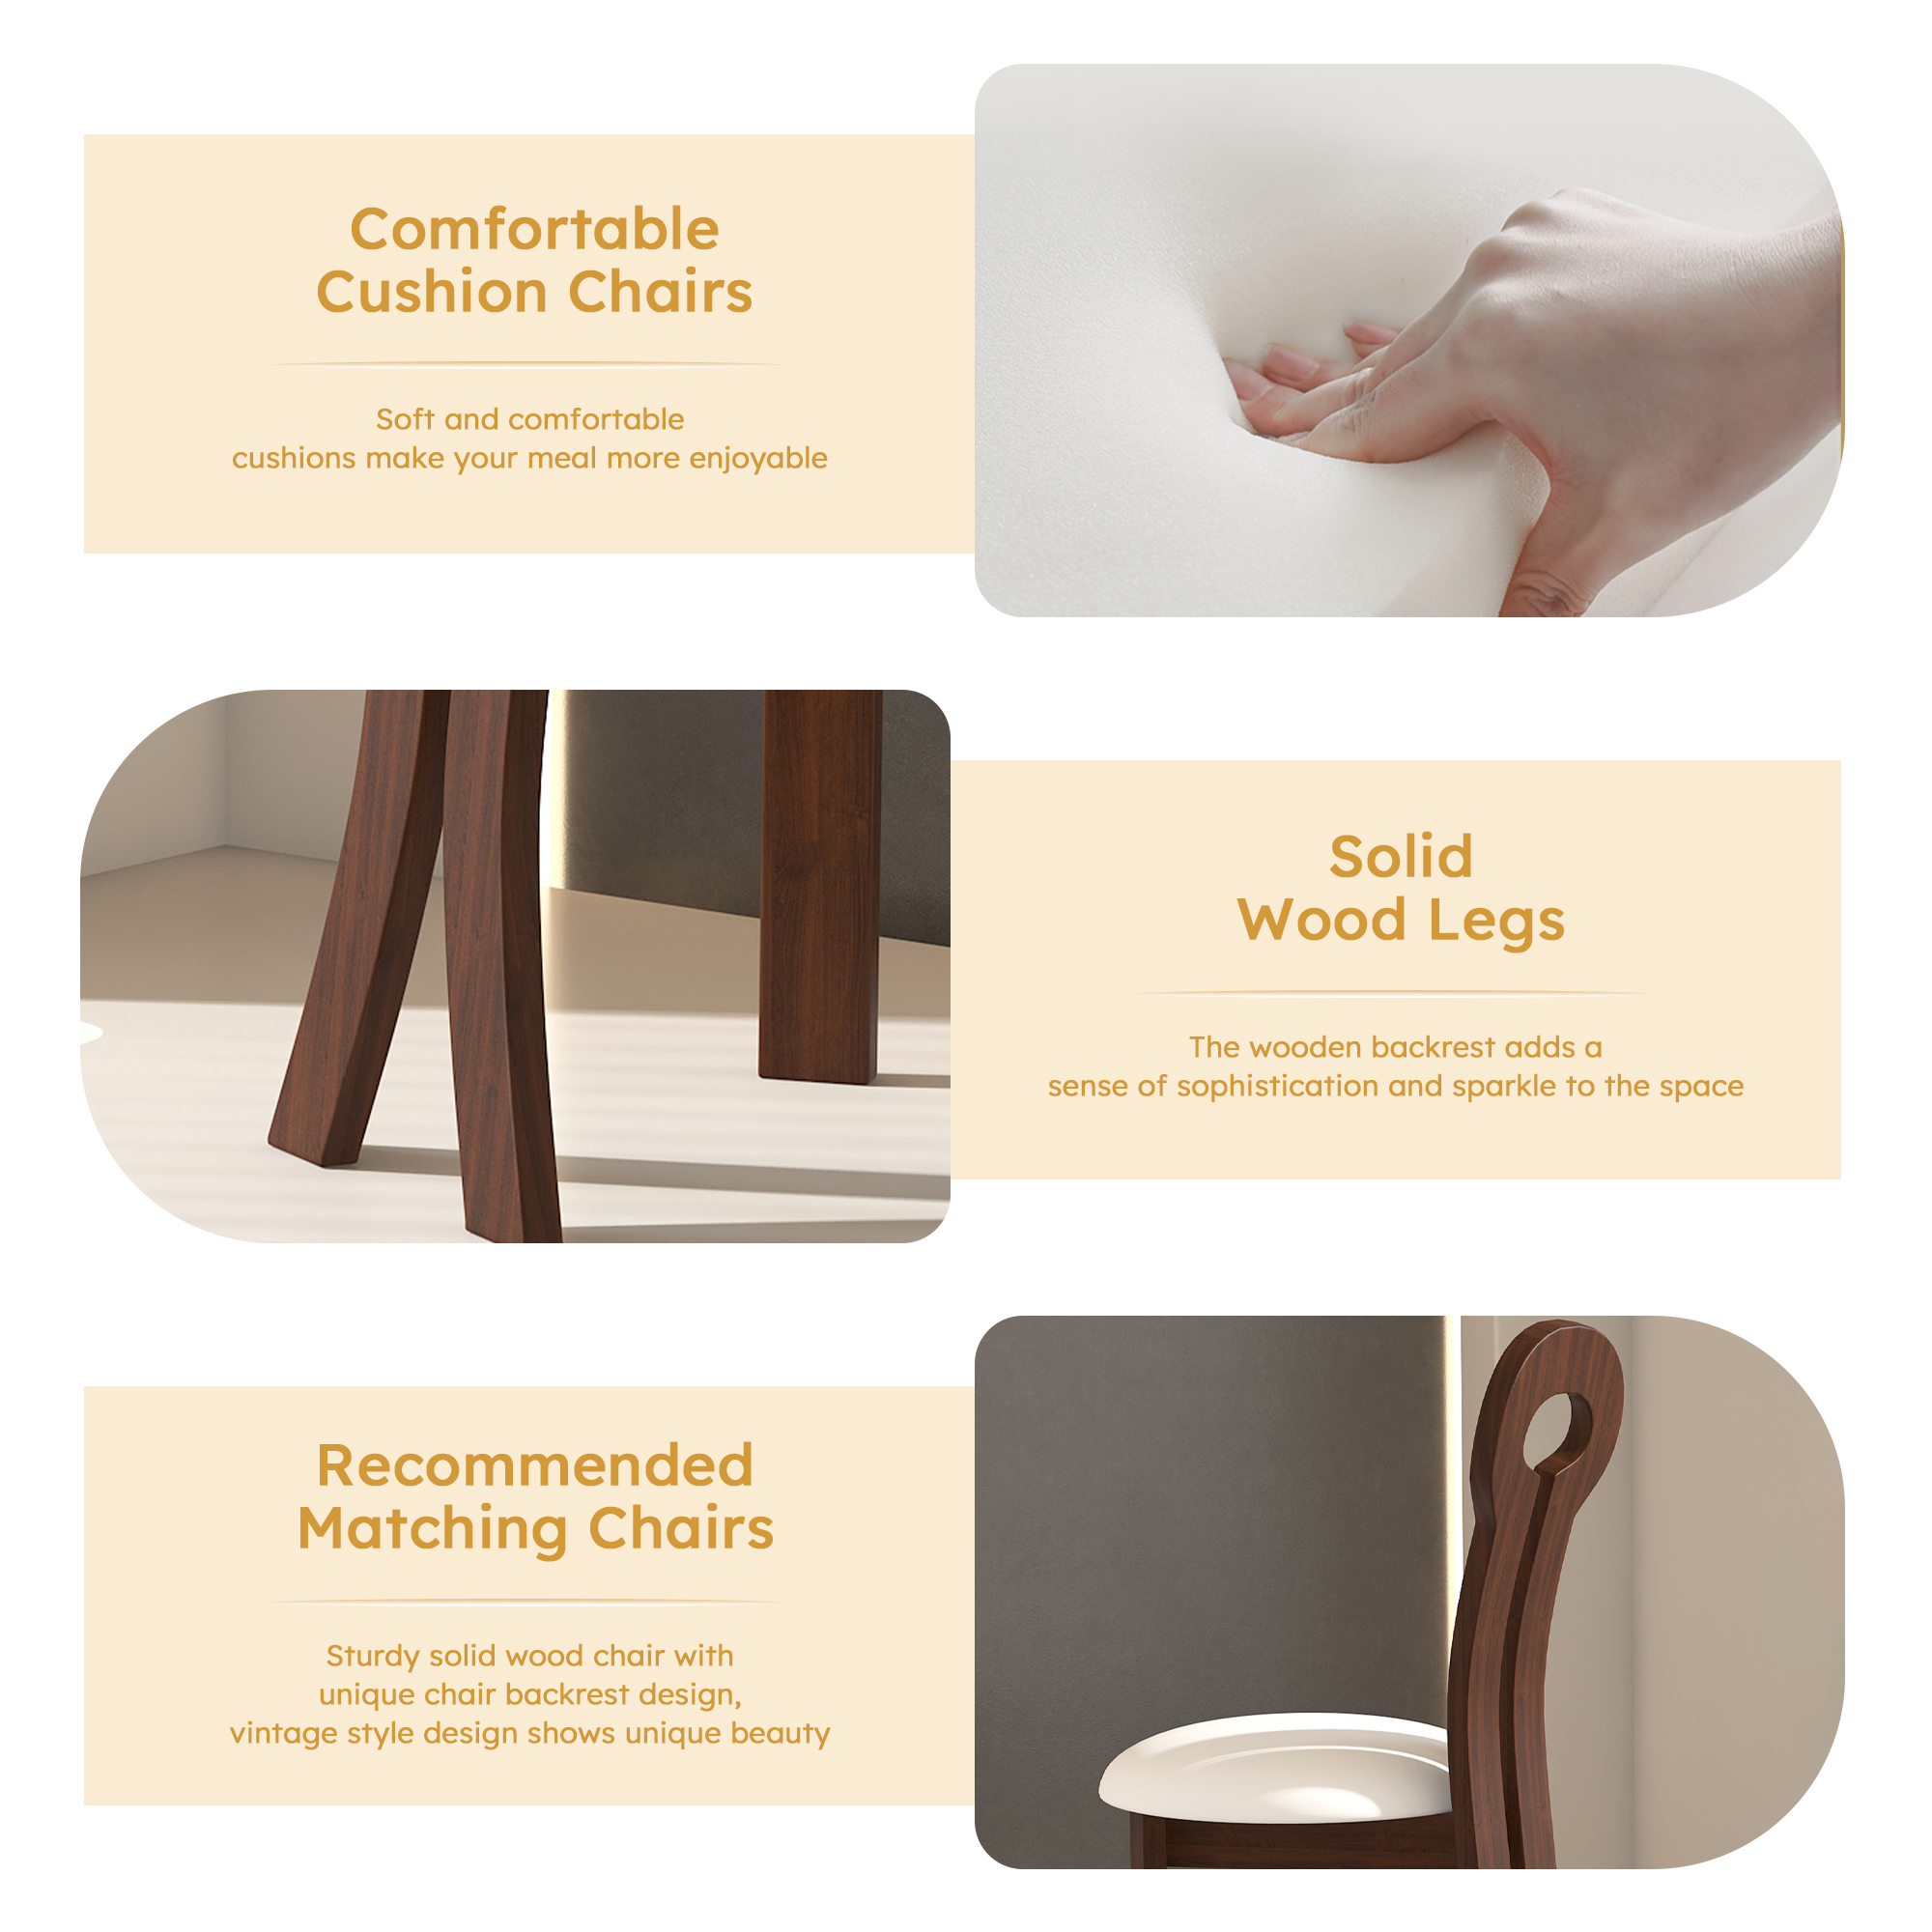 Comfortable
Cushion Chairs
Soft and comfortable
cushions make your meal more enjoyable
Solid
Wood Legs
The wooden backrest adds a
sense of sophistication and sparkle to the space
Recommended
Matching Chairs
Sturdy solid wood chair with
unique chair backrest design,
vintage style design shows unique beauty